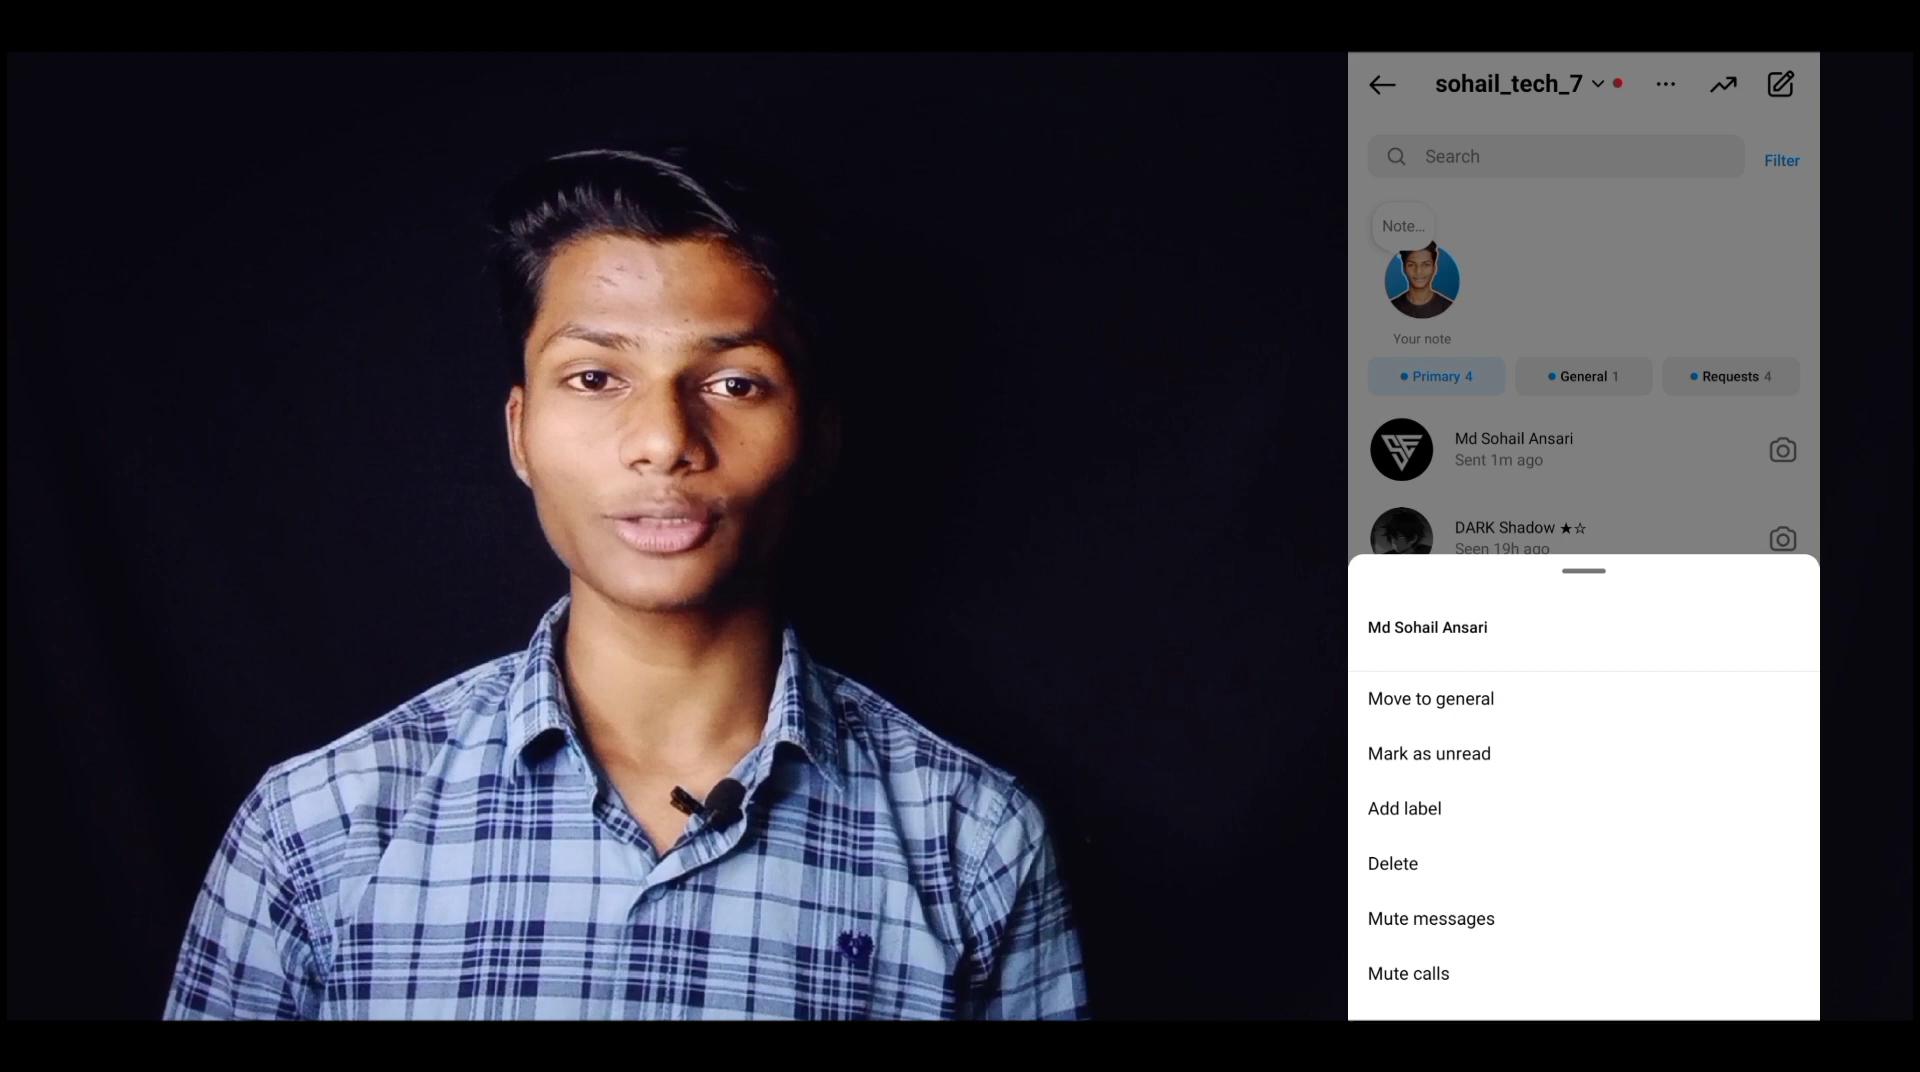 sohail_tech_7
Search
Filter
Note...
Your note
Primary 4
General 1
Requests 4
Md Sohail Ansari
Sent 1m ago
DARK Shadow ★☆
Seen 19h ago
Md Sohail Ansari
Move to general
Mark as unread
Add label
Delete
Mute messages
Mute calls